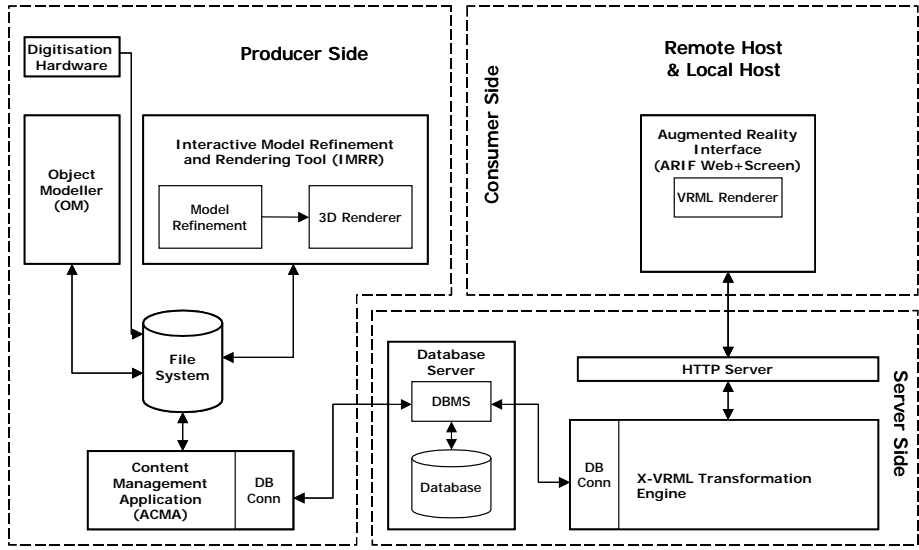 Producer Side
Digitisation
Hardware
Object
Modeller
(OM)
Interactive Model Refinement
and Rendering Tool (IMRR)
Model
Refinement
3D Renderer
File
System
Content
Management
Application
(ACMA)
DB
Conn
Consumer Side
Remote Host
& Local Host
Augmented Reality
Interface
(ARIF Web+Screen)
VRML Renderer
Server Side
Database
Server
DBMS
Database
HTTP Server
DB
Conn
X-VRML Transformation
Engine